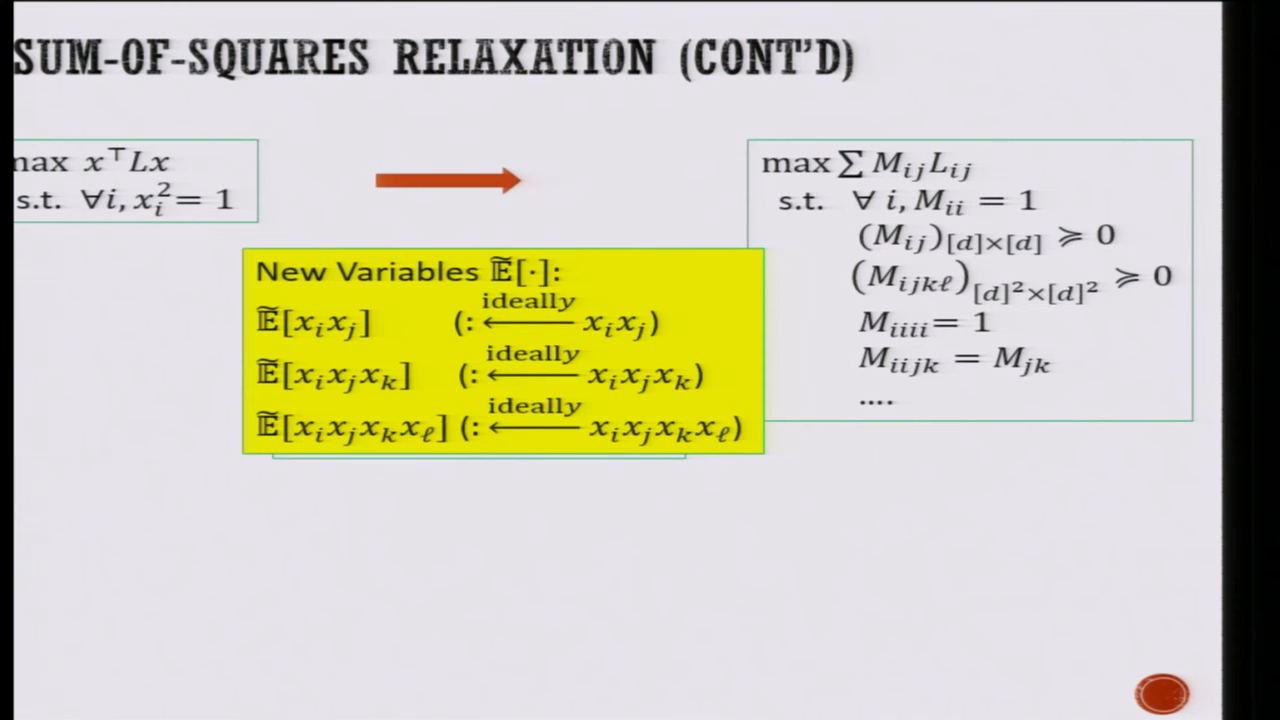 SUM-OF-SQUARES RELAXATION (CONT'D)
max x⊤Lx
s.t. ∀i, x_i^2 = 1
New Variables 𝔼̃[·]:
𝔼̃[x_i x_j] (: ⟵ideally x_i x_j)
𝔼̃[x_i x_j x_k] (: ⟵ideally x_i x_j x_k)
𝔼̃[x_i x_j x_k x_ℓ] (: ⟵ideally x_i x_j x_k x_ℓ)
max ∑ M_ij L_ij
s.t. ∀ i, M_ii = 1
(M_ij)_[d]×[d] ≽ 0
(M_ijkℓ)_[d]²×[d]² ≽ 0
M_iiii = 1
M_iijk = M_jk
....